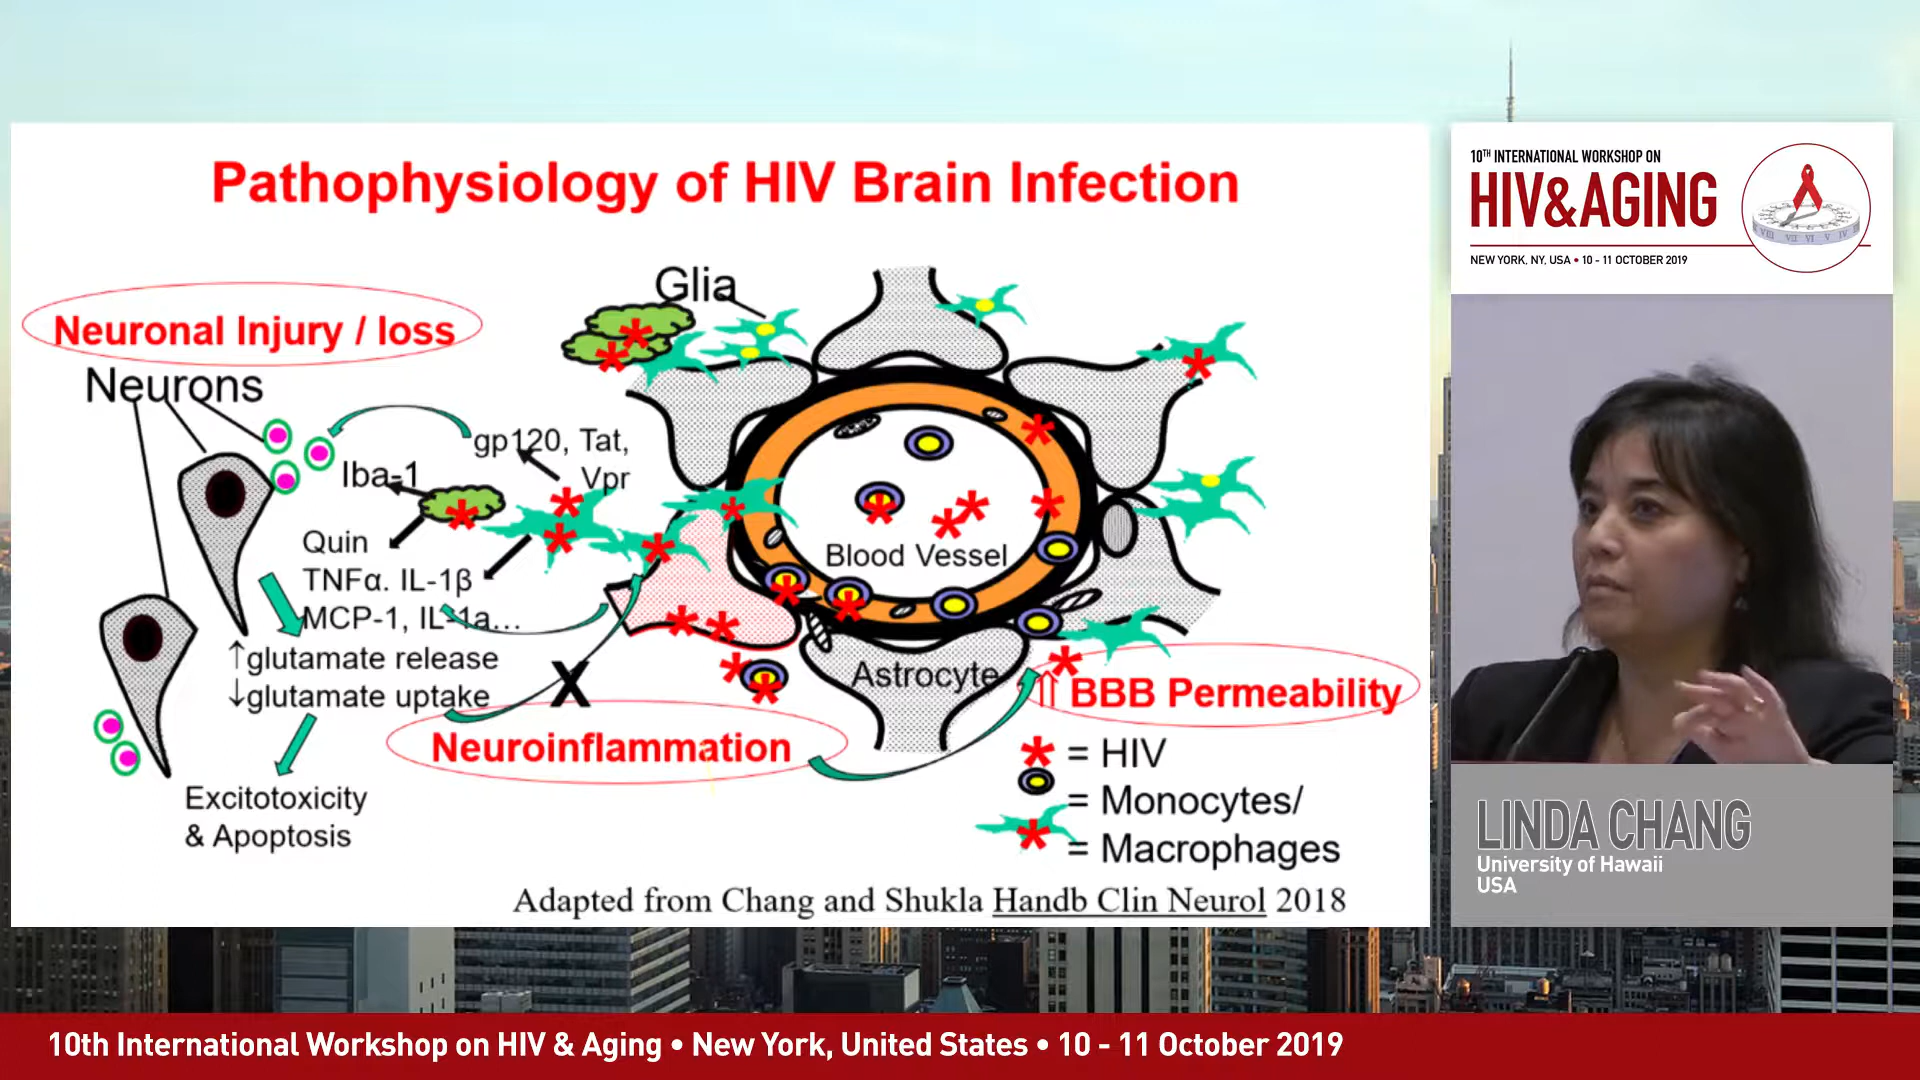 Pathophysiology of HIV Brain Infection
Neuronal Injury / loss
Neurons
Glia
gp120, Tat,
Vpr
Iba-1
Quin
TNFα. IL-1β
MCP-1, IL-1a...
↑glutamate release
↓glutamate uptake
X
Excitotoxicity
& Apoptosis
Blood Vessel
Astrocyte
⇑ BBB Permeability
Neuroinflammation
* = HIV
= Monocytes/
= Macrophages
Adapted from Chang and Shukla Handb Clin Neurol 2018
10TH INTERNATIONAL WORKSHOP ON
HIV&AGING
NEW YORK, NY, USA • 10 - 11 OCTOBER 2019
VIII VII VI V IV
LINDA CHANG
University of Hawaii
USA
10th International Workshop on HIV & Aging • New York, United States • 10 - 11 October 2019